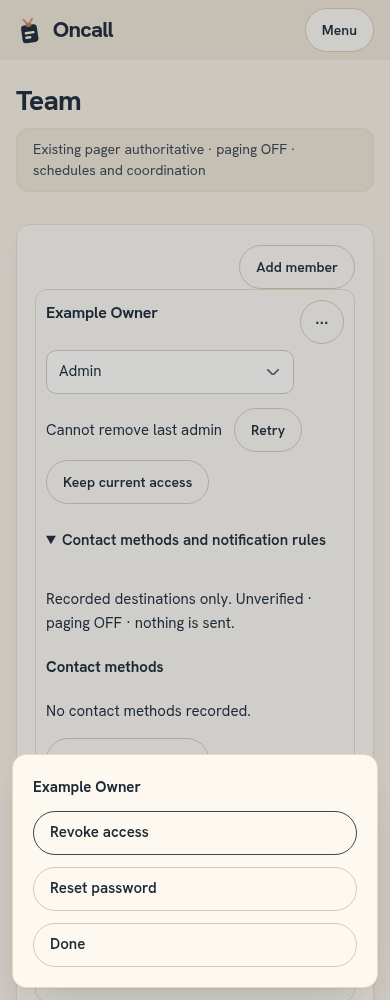 Oncall
Menu
Team
Existing pager authoritative · paging OFF ·
schedules and coordination
Add member
Example Owner
...
Admin
Cannot remove last admin
Retry
Keep current access
▼ Contact methods and notification rules
Recorded destinations only. Unverified ·
paging OFF · nothing is sent.
Contact methods
No contact methods recorded.
Example Owner
Revoke access
Reset password
Done